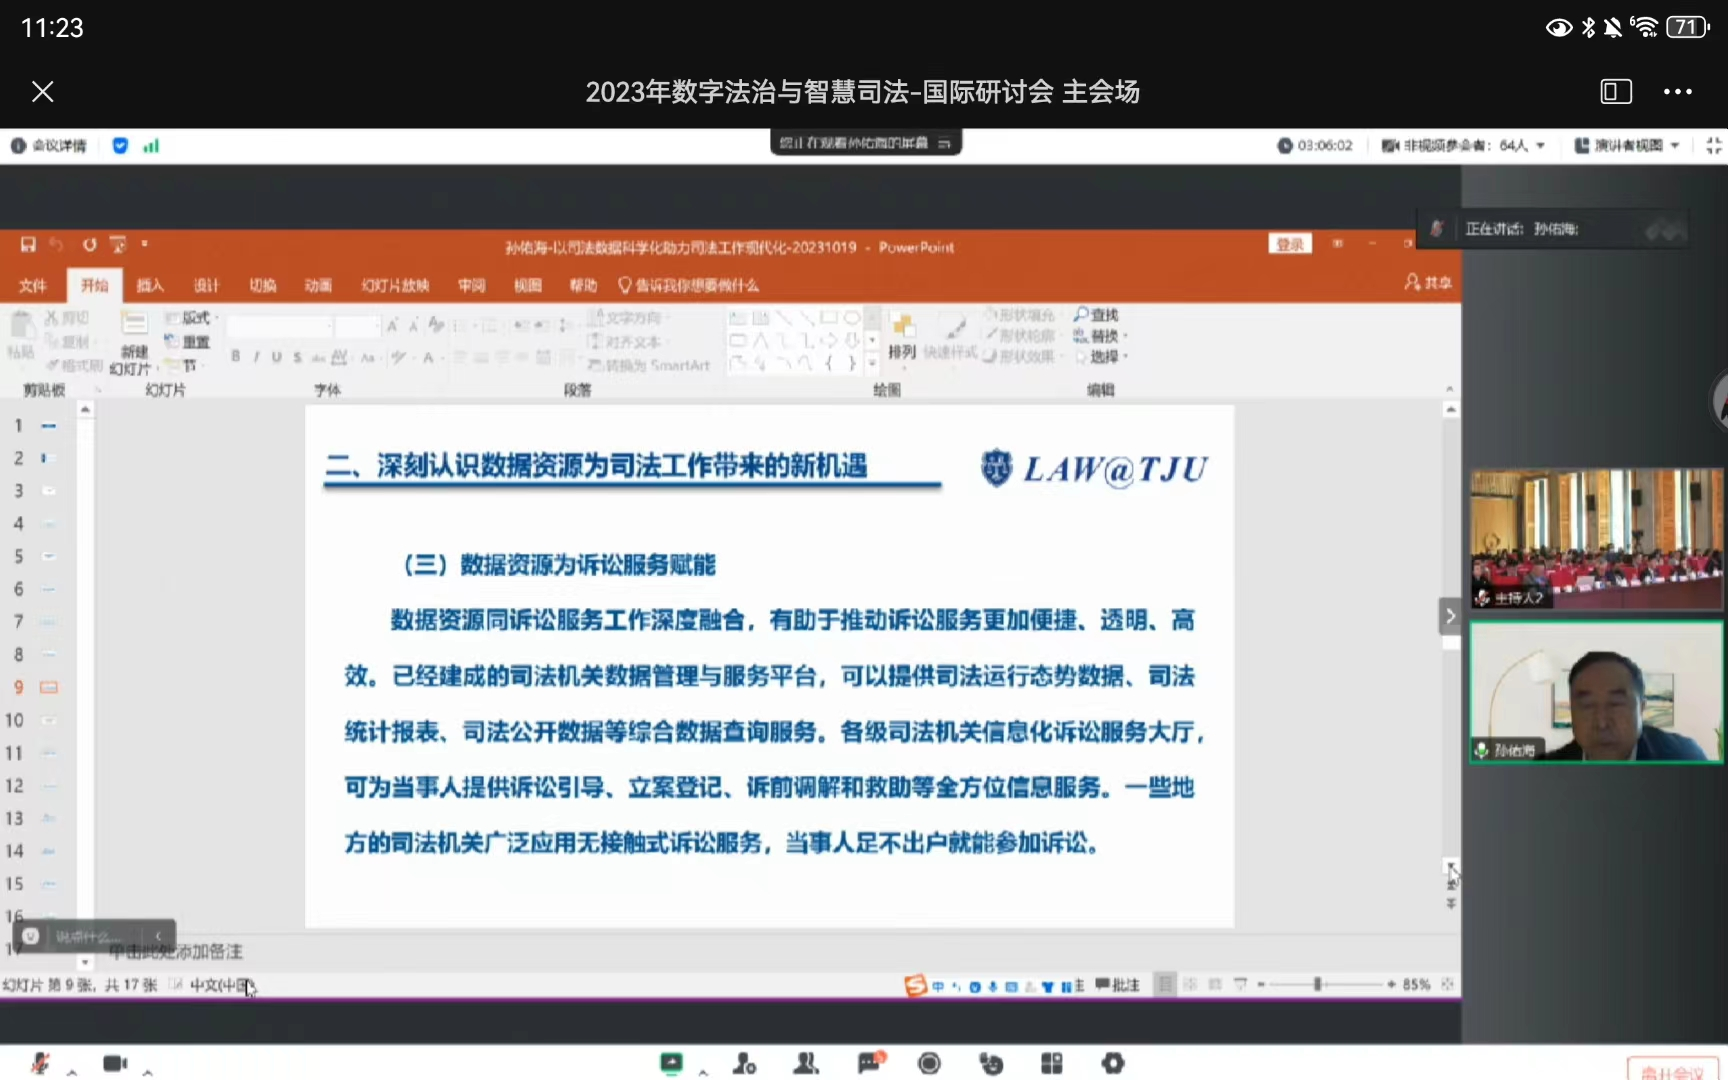 11:23
71
2023年数字法治与智慧司法-国际研讨会 主会场
会议详情
您正在观看孙佑海的屏幕
03:06:02
非视频参会者：64人
演讲者视图
孙佑海-以司法数据科学化助力司法工作现代化-20231019 - PowerPoint
登录
正在讲话: 孙佑海;
文件 开始 插入 设计 切换 动画 幻灯片放映 审阅 视图 帮助 告诉我你想要做什么
共享
粘贴
剪切
复制
格式刷
剪贴板
新建
幻灯片
版式
重置
节
幻灯片
B I U S
字体
文字方向
对齐文本
转换为 SmartArt
段落
排列
快速样式
形状填充
形状轮廓
形状效果
绘图
查找
替换
选择
编辑
1
2
3
4
5
6
7
8
9
10
11
12
13
14
15
16
17
二、深刻认识数据资源为司法工作带来的新机遇
LAW@TJU
（三）数据资源为诉讼服务赋能
数据资源同诉讼服务工作深度融合，有助于推动诉讼服务更加便捷、透明、高
效。已经建成的司法机关数据管理与服务平台，可以提供司法运行态势数据、司法
统计报表、司法公开数据等综合数据查询服务。各级司法机关信息化诉讼服务大厅，
可为当事人提供诉讼引导、立案登记、诉前调解和救助等全方位信息服务。一些地
方的司法机关广泛应用无接触式诉讼服务，当事人足不出户就能参加诉讼。
主持人2
孙佑海
说点什么...
单击此处添加备注
幻灯片 第 9 张，共 17 张
中文(中国)
中
批注
85%
离开会议